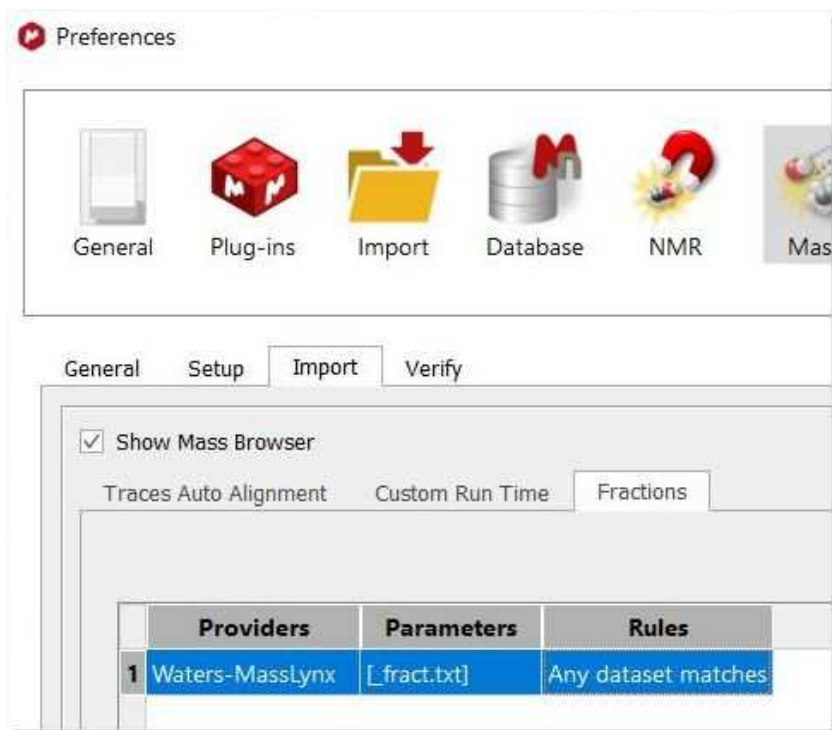 Preferences
General Plug-ins Import Database NMR Mas
General Setup Import Verify
Show Mass Browser
Traces Auto Alignment Custom Run Time Fractions
Providers Parameters Rules
1 Waters-MassLynx [_fract.txt] Any dataset matches